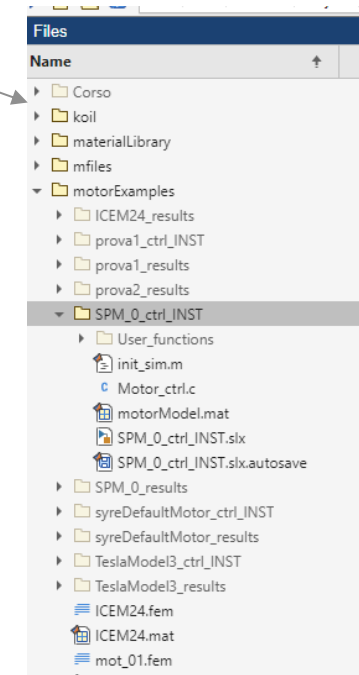 Files
Name
Corso
koil
materialLibrary
mfiles
motorExamples
ICEM24_results
prova1_ctrl_INST
prova1_results
prova2_results
SPM_0_ctrl_INST
User_functions
init_sim.m
Motor_ctrl.c
motorModel.mat
SPM_0_ctrl_INST.slx
SPM_0_ctrl_INST.slx.autosave
SPM_0_results
syreDefaultMotor_ctrl_INST
syreDefaultMotor_results
TeslaModel3_ctrl_INST
TeslaModel3_results
ICEM24.fem
ICEM24.mat
mot_01.fem